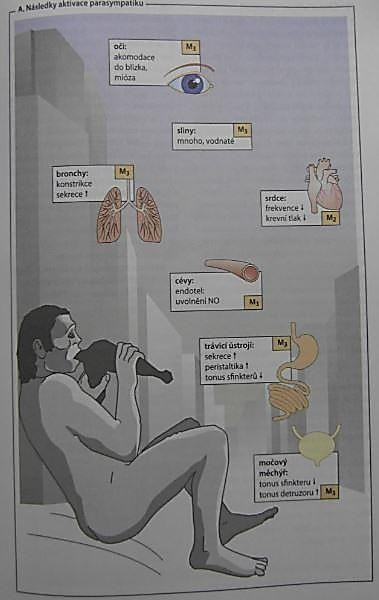 A. Následky aktivace parasympatiku
oči: M₃
akomodace
do blízka,
mióza
sliny: M₃
mnoho, vodnaté
bronchy: M₃
konstrikce
sekrece ↑
srdce:
frekvence ↓
krevní tlak ↓ M₂
cévy:
endotel:
uvolnění NO M₃
trávicí ústrojí: M₃
sekrece ↑
peristaltika ↑
tonus sfinkterů ↓
močový
měchýř:
tonus sfinkteru ↓
tonus detruzoru ↑ M₃